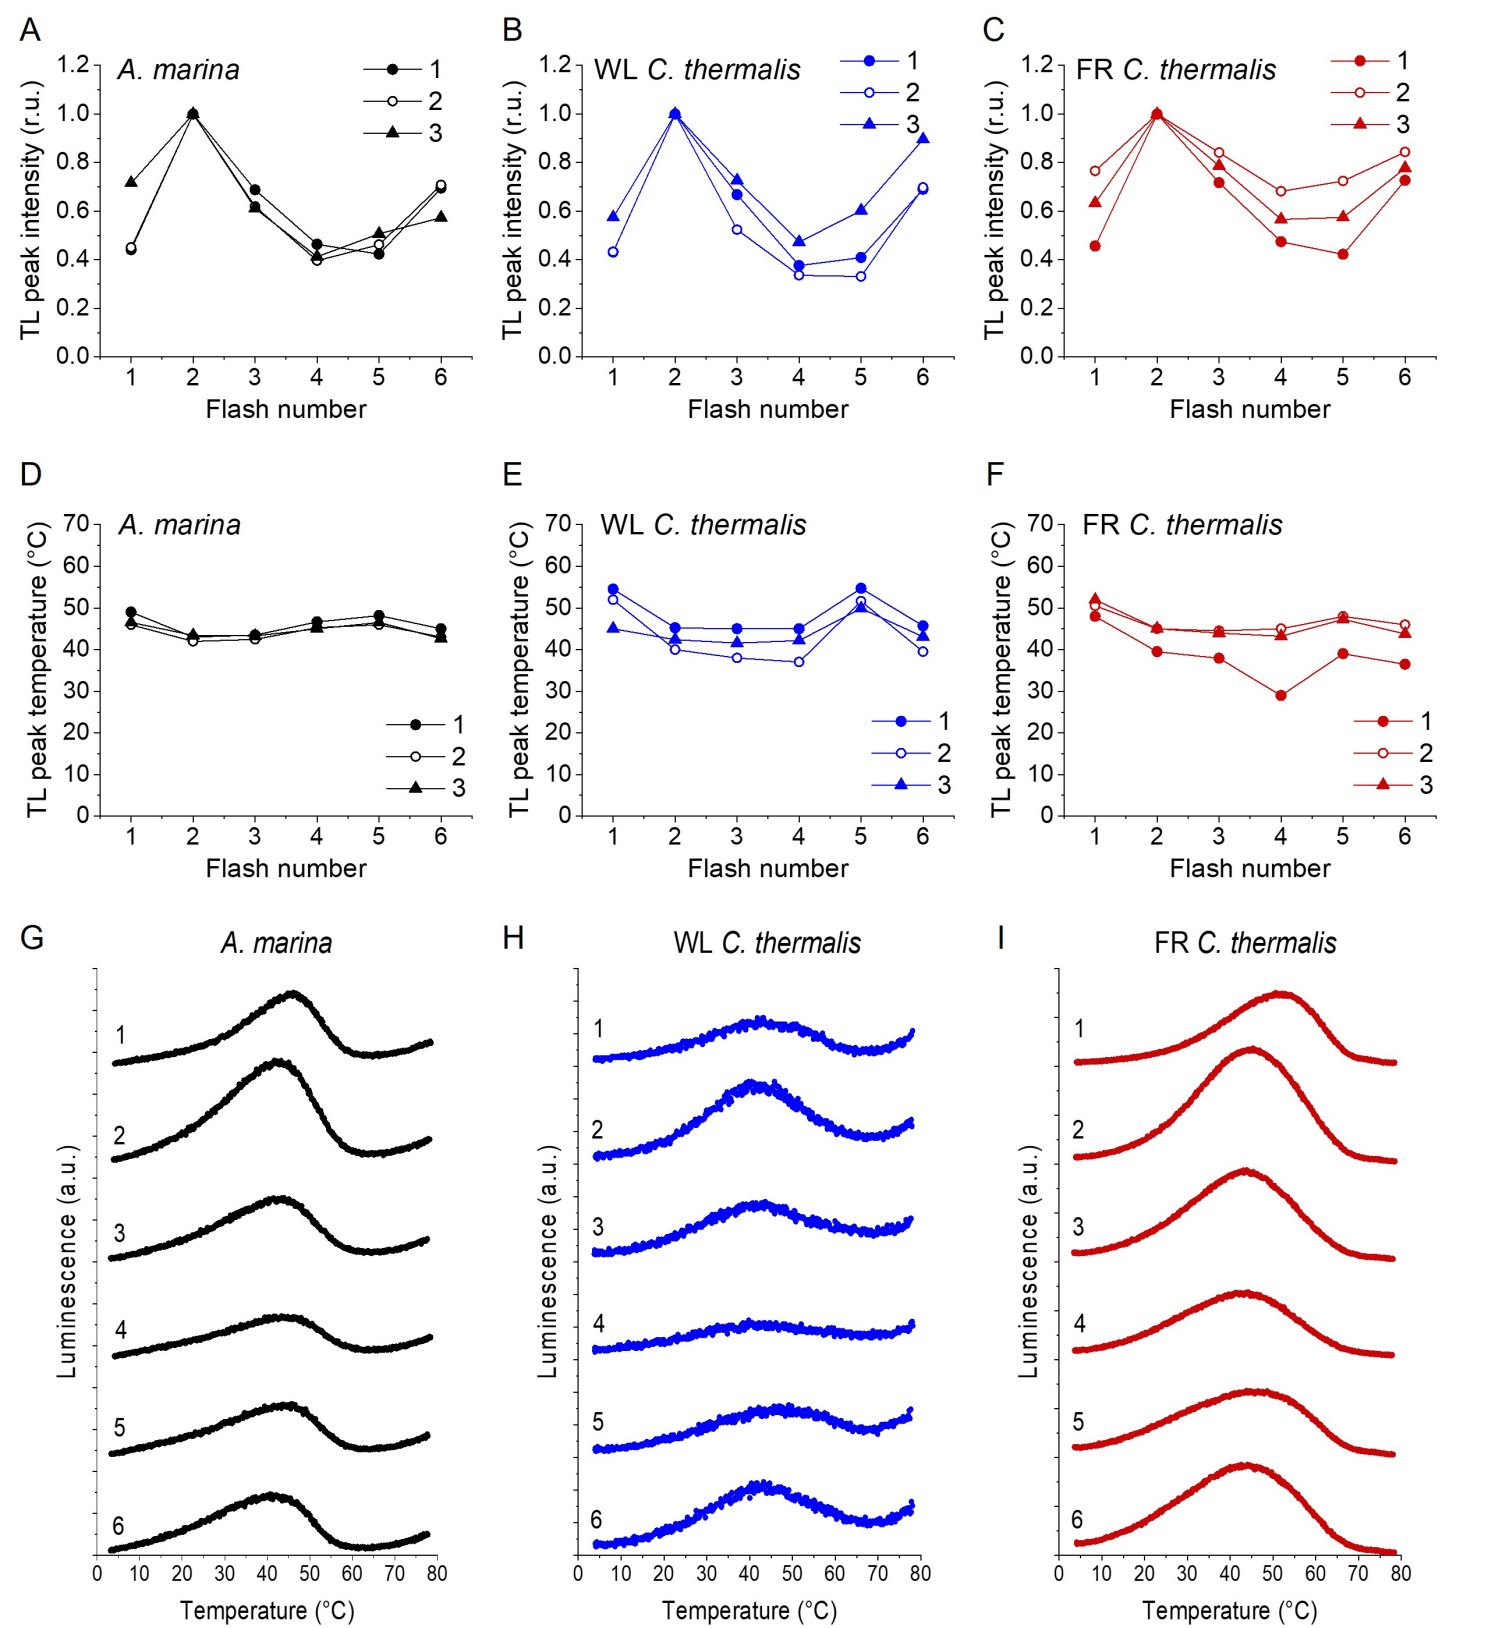 A
B
C
A. marina
WL C. thermalis
FR C. thermalis
1
2
3
1
2
3
1
2
3
TL peak intensity (r.u.)
1.2
1.0
0.8
0.6
0.4
0.2
0.0
1 2 3 4 5 6
Flash number
TL peak intensity (r.u.)
1.2
1.0
0.8
0.6
0.4
0.2
0.0
1 2 3 4 5 6
Flash number
TL peak intensity (r.u.)
1.2
1.0
0.8
0.6
0.4
0.2
0.0
1 2 3 4 5 6
Flash number
D
E
F
A. marina
WL C. thermalis
FR C. thermalis
TL peak temperature (°C)
70
60
50
40
30
20
10
0
1
2
3
1 2 3 4 5 6
Flash number
TL peak temperature (°C)
70
60
50
40
30
20
10
0
1
2
3
1 2 3 4 5 6
Flash number
TL peak temperature (°C)
70
60
50
40
30
20
10
0
1
2
3
1 2 3 4 5 6
Flash number
G
A. marina
Luminescence (a.u.)
1
2
3
4
5
6
0 10 20 30 40 50 60 70 80
Temperature (°C)
H
WL C. thermalis
Luminescence (a.u.)
1
2
3
4
5
6
0 10 20 30 40 50 60 70 80
Temperature (°C)
I
FR C. thermalis
Luminescence (a.u.)
1
2
3
4
5
6
0 10 20 30 40 50 60 70 80
Temperature (°C)